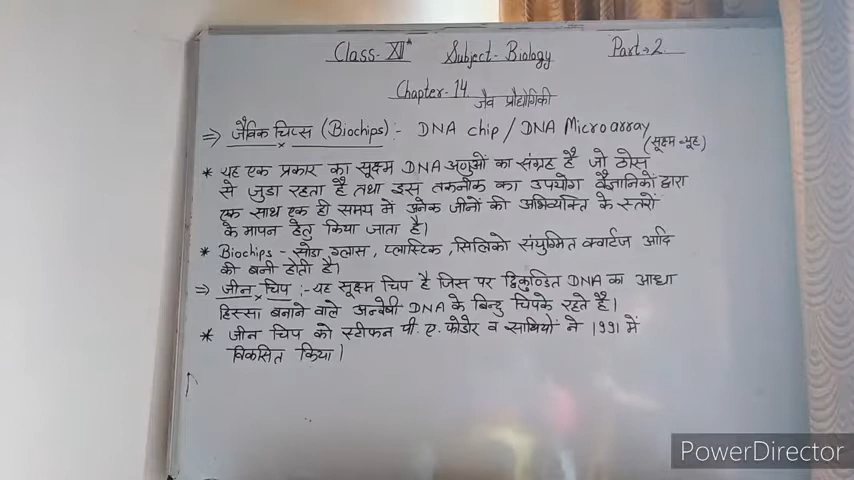 Class-XII Subject-Biology Part-2
Chapter-14 जैव प्रौद्योगिकी
⇒ जैविक चिप्स (Biochips):- DNA chip / DNA Microarray
(सूक्ष्म व्यूह)
* यह एक प्रकार का सूक्ष्म DNA अणुओं का संग्रह है जो ठोस
से जुडा रहता है तथा इस तकनीक का उपयोग वैज्ञानिकों द्वारा
एक साथ एक ही समय में अनेक जीनों की अभिव्यक्ति के स्तरों
के मापन हेतु किया जाता है।
* Biochips - सोडा ग्लास, प्लास्टिक, सिलिको संयुग्मित क्वार्टज आदि
की बनी होती है।
⇒ जीन चिप :- यह सूक्ष्म चिप है जिस पर द्विकुण्डित DNA का आधा
हिस्सा बनाने वाले अन्वेषी DNA के बिन्दु चिपके रहते है।
* जीन चिप को स्टीफन पी. ए. फोडोर व साथियों ने 1991 में
विकसित किया।
PowerDirector